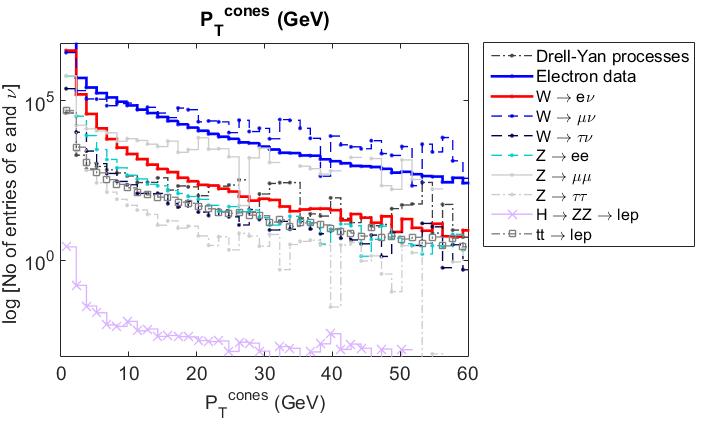 P_T^cones (GeV)
log [No of entries of e and ν]
10^5
10^0
0 10 20 30 40 50 60
P_T^cones (GeV)
Drell-Yan processes
Electron data
W → eν
W → μν
W → τν
Z → ee
Z → μμ
Z → ττ
H → ZZ → lep
tt → lep